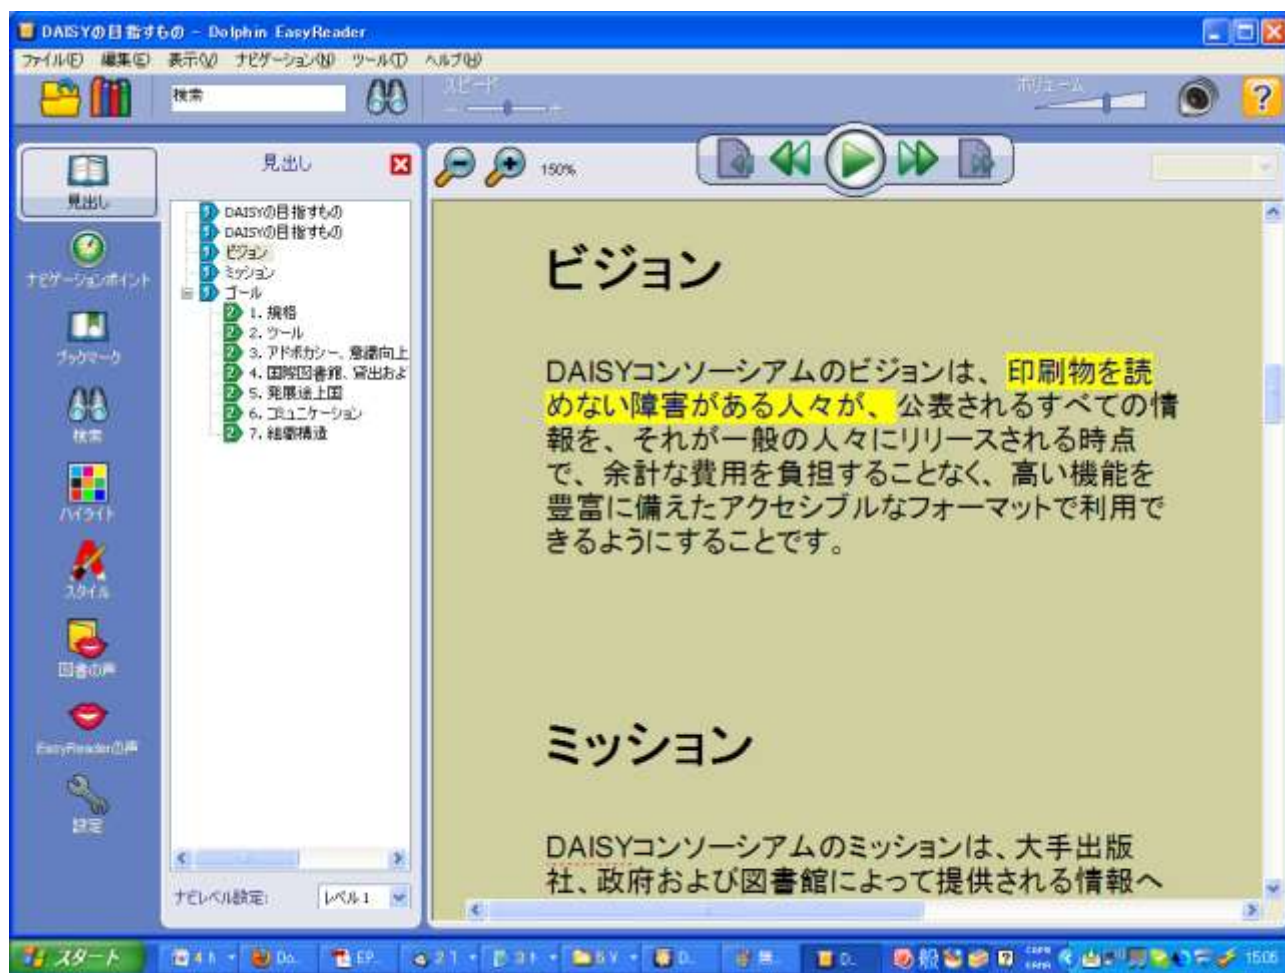 DAISYの目指すもの - Dolphin EasyReader
ファイル(F) 編集(E) 表示(V) ナビゲーション(N) ツール(T) ヘルプ(H)
検索
スピード
ボリューム
見出し
150%
見出し
ナビゲーションポイント
ブックマーク
検索
ハイライト
スタイル
図書の声
EasyReaderの声
設定
DAISYの目指すもの
DAISYの目指すもの
ビジョン
ミッション
ゴール
1. 規格
2. ツール
3. アドボカシー、意識向上
4. 国際図書館、貸出およ
5. 発展途上国
6. コミュニケーション
7. 組織構造
ナビレベル設定: レベル 1
ビジョン
DAISYコンソーシアムのビジョンは、印刷物を読
めない障害がある人々が、公表されるすべての情
報を、それが一般の人々にリリースされる時点
で、余計な費用を負担することなく、高い機能を
豊富に備えたアクセシブルなフォーマットで利用で
きるようにすることです。
ミッション
DAISYコンソーシアムのミッションは、大手出版
社、政府および図書館によって提供される情報へ
スタート
Do..
EP..
D..
D..
般
CAPS
KANA
15:06